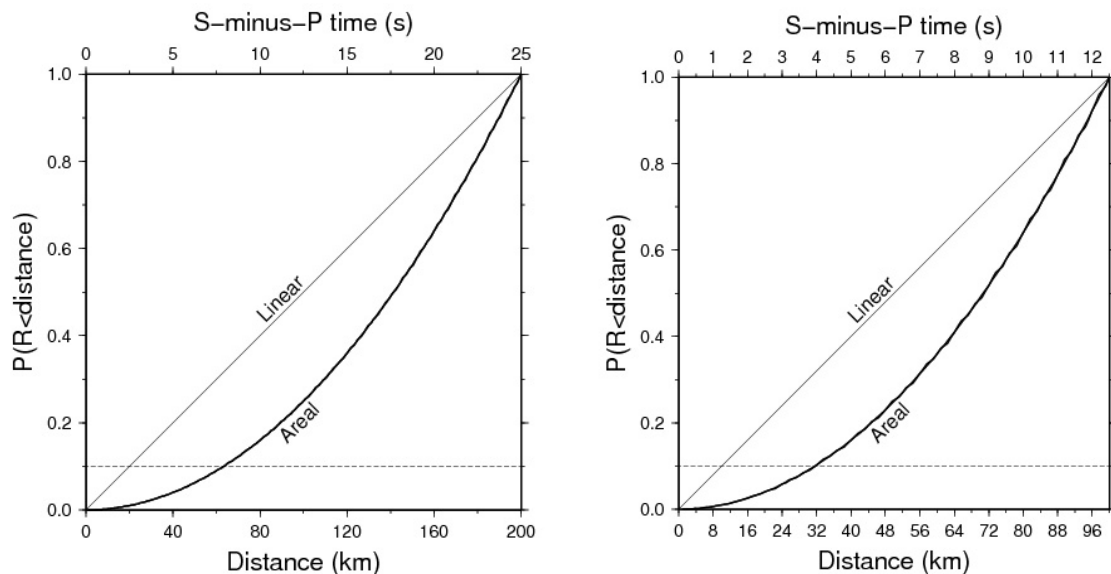 S-minus-P time (s)
0 5 10 15 20 25
1.0
0.8
0.6
0.4
0.2
0.0
P(R<distance)
Linear
Areal
0 40 80 120 160 200
Distance (km)
S-minus-P time (s)
0 1 2 3 4 5 6 7 8 9 10 11 12
1.0
0.8
0.6
0.4
0.2
0.0
P(R<distance)
Linear
Areal
0 8 16 24 32 40 48 56 64 72 80 88 96
Distance (km)